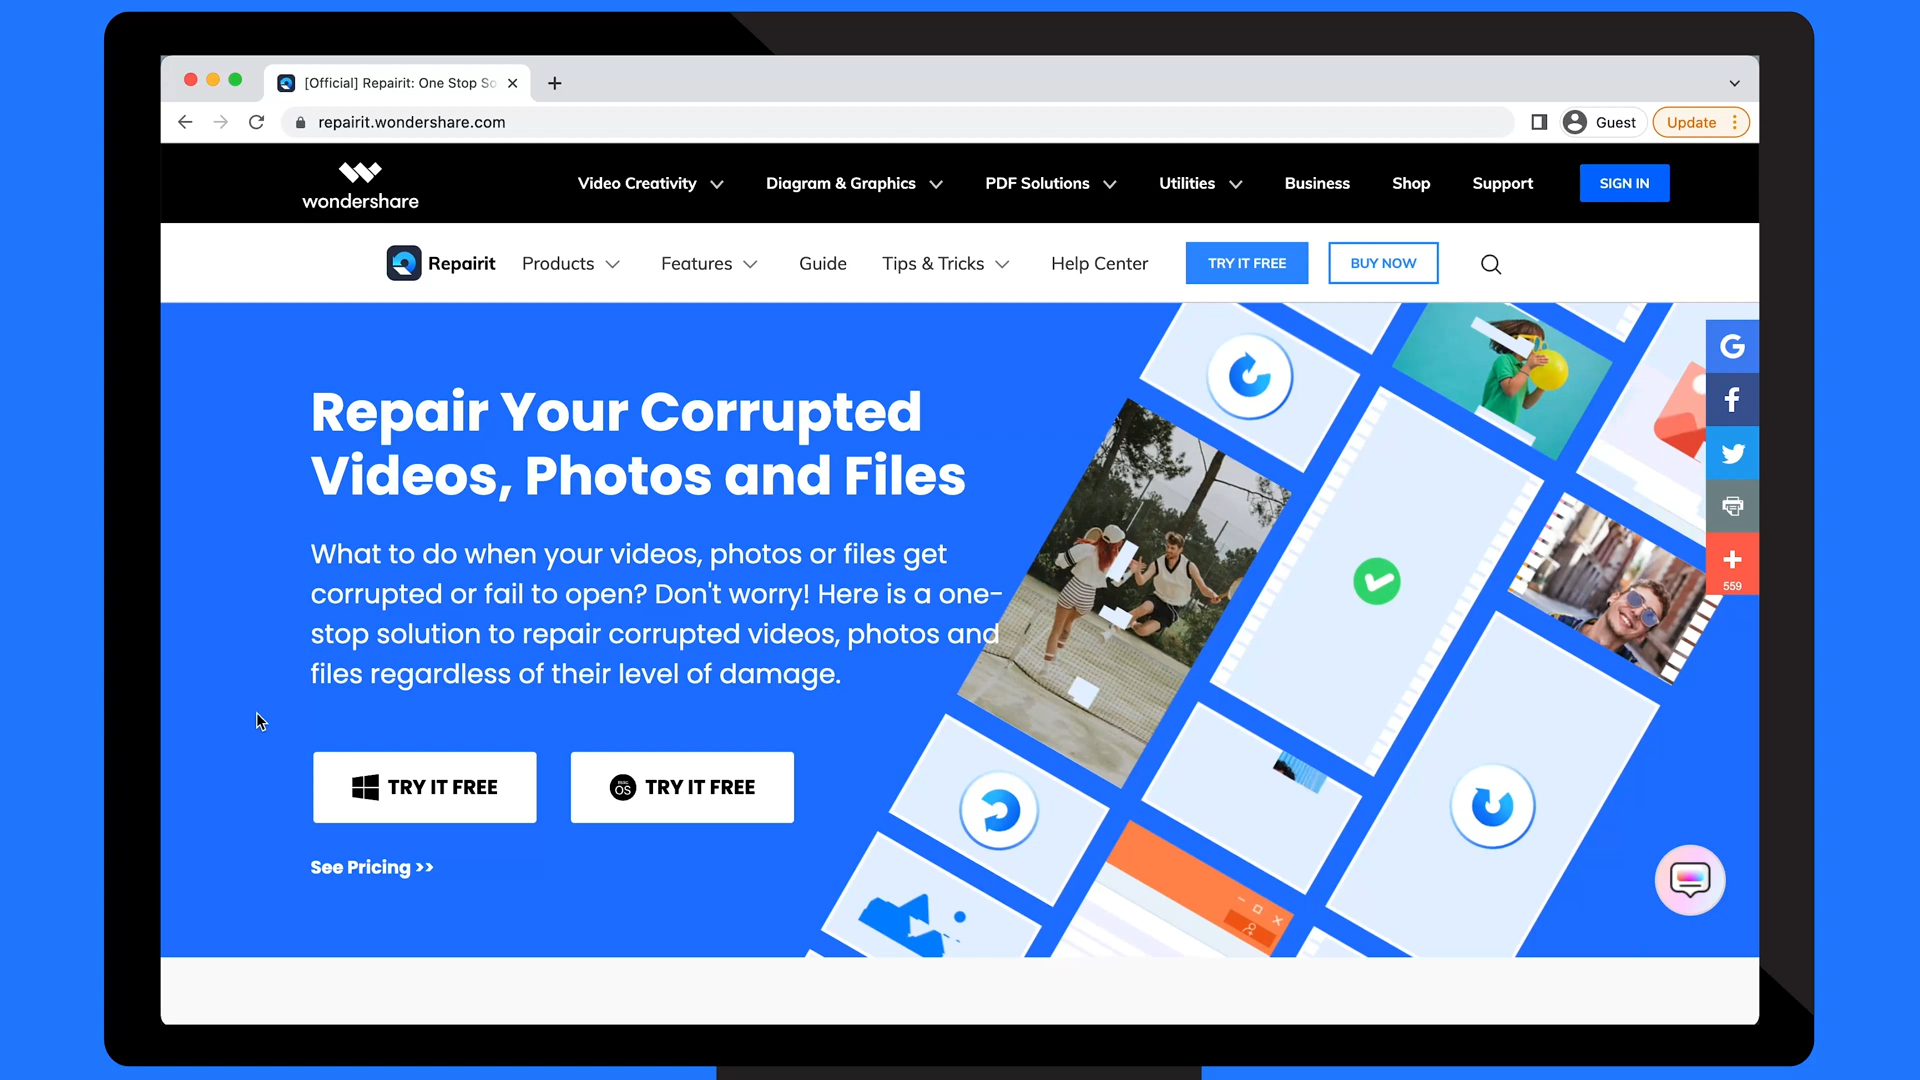 [Official] Repairit: One Stop So
repairit.wondershare.com
Guest
Update
wondershare
Video Creativity
Diagram & Graphics
PDF Solutions
Utilities
Business
Shop
Support
SIGN IN
Repairit
Products
Features
Guide
Tips & Tricks
Help Center
TRY IT FREE
BUY NOW
Repair Your Corrupted
Videos, Photos and Files
What to do when your videos, photos or files get
corrupted or fail to open? Don't worry! Here is a one-
stop solution to repair corrupted videos, photos and
files regardless of their level of damage.
TRY IT FREE
mac
OS
TRY IT FREE
See Pricing >>
G
f
559